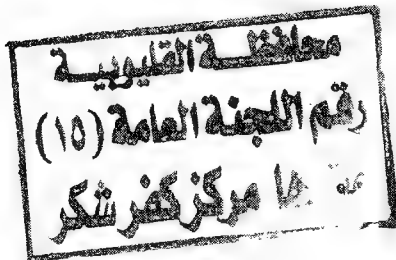 محافظة القليوبية
رقم اللجنة العامة (١٥)
مركز كفر شكر